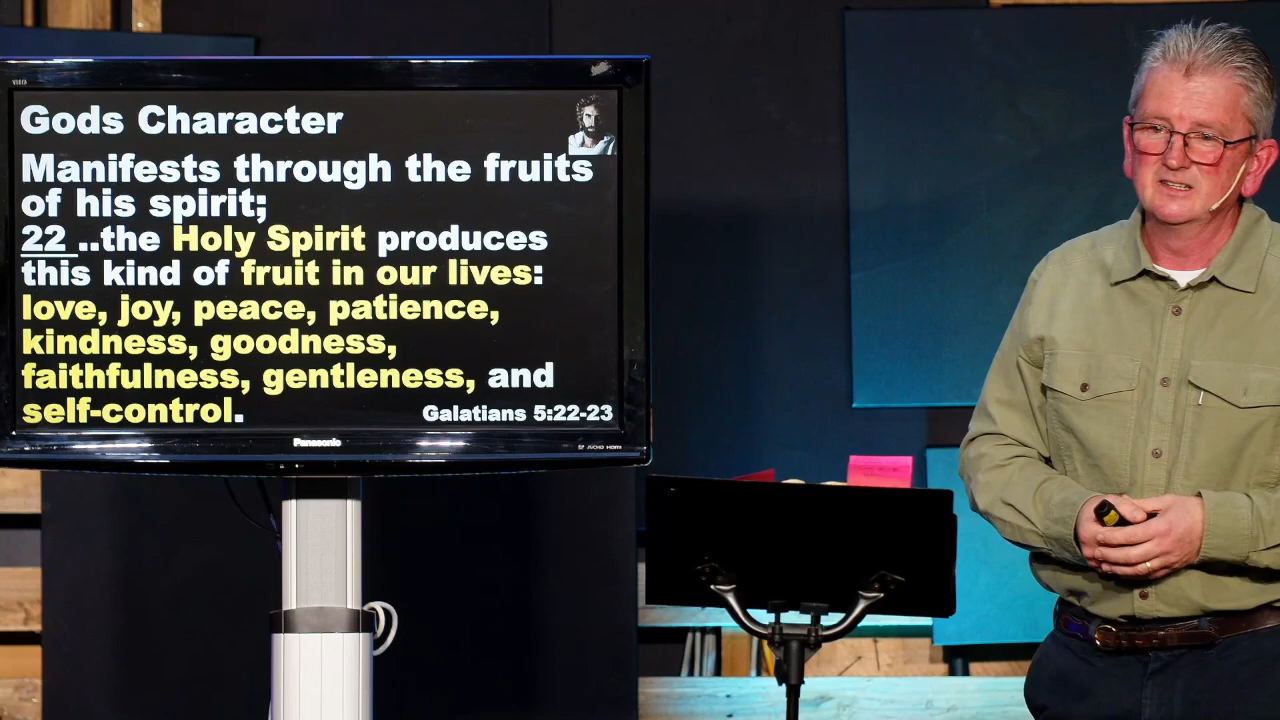 Gods Character
Manifests through the fruits
of his spirit;
22 ..the Holy Spirit produces
this kind of fruit in our lives:
love, joy, peace, patience,
kindness, goodness,
faithfulness, gentleness, and
self-control.
Galatians 5:22-23
Panasonic